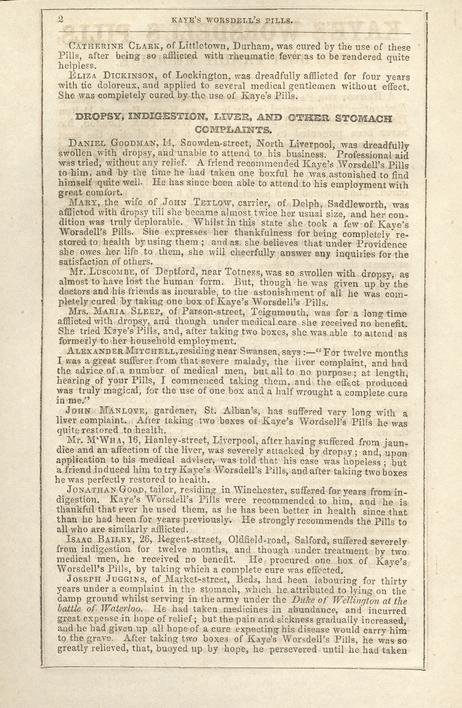 2
KAYE'S WORSDELL'S PILLS.
CATHERINE CLARK, of Littletown, Durham, was cured by the use of these
Pills, after being so afflicted with rheumatic fever as to be rendered quite
helpless.
ELIZA DICKINSON, of Lockington, was dreadfully afflicted for four years
with tic doloreux, and applied to several medical gentlemen without effect.
She was completely cured by the use of Kaye's Pills.
DROPSY, INDIGESTION, LIVER, AND OTHER STOMACH
COMPLAINTS.
DANIEL GOODMAN, 14, Snowden-street, North Liverpool, was dreadfully
swollen with dropsy, and unable to attend to his business. Professional aid
was tried, without any relief. A friend recommended Kaye's Worsdell's Pills
to him, and by the time he had taken one boxful he was astonished to find
himself quite well. He has since been able to attend to his employment with
great comfort.
MARY, the wife of JOHN TETLOW, carrier, of Delph, Saddleworth, was
afflicted with dropsy till she became almost twice her usual size, and her con-
dition was truly deplorable. Whilst in this state she took a few of Kaye's
Worsdell's Pills. She expresses her thankfulness for being completely re-
stored to health by using them; and as she believes that under Providence
she owes her life to them, she will cheerfully answer any inquiries for the
satisfaction of others.
Mr. LUSCOMBE, of Deptford, near Totness, was so swollen with dropsy, as
almost to have lost the human form. But, though he was given up by the
doctors and his friends as incurable, to the astonishment of all he was com-
pletely cured by taking one box of Kaye's Worsdell's Pills.
Mrs. MARIA SLEEP, of Parson-street, Teignmouth, was for a long time
afflicted with dropsy, and though under medical care she received no benefit.
She tried Kaye's Pills, and, after taking two boxes, she was able to attend as
formerly to her household employment.
ALEXANDER MITCHELL, residing near Swansea, says:—"For twelve months
I was a great sufferer from that severe malady, the liver complaint, and had
the advice of a number of medical men, but all to no purpose; at length,
hearing of your Pills, I commenced taking them, and the effect produced
was truly magical, for the use of one box and a half wrought a complete cure
in me."
JOHN MANLOVE, gardener, St. Alban's, has suffered very long with a
liver complaint. After taking two boxes of Kaye's Wordsell's Pills he was
quite restored to health.
Mr. M'WHA, 16, Hanley-street, Liverpool, after having suffered from jaun-
dice and an affection of the liver, was severely attacked by dropsy; and, upon
application to his medical adviser, was told that his case was hopeless; but
a friend induced him to try Kaye's Worsdell's Pills, and after taking two boxes
he was perfectly restored to health.
JONATHAN GOOD, tailor, residing in Winchester, suffered for years from in-
digestion. Kaye's Worsdell's Pills were recommended to him, and he is
thankful that ever he used them, as he has been better in health since that
than he had been for years previously. He strongly recommends the Pills to
all who are similarly afflicted.
ISAAC BAILEY, 26, Regent-street, Oldfield-road, Salford, suffered severely
from indigestion for twelve months, and though under treatment by two
medical men, he received no benefit. He procured one box of Kaye's
Worsdell's Pills, by taking which a complete cure was effected.
JOSEPH JUGGINS, of Market-street, Beds, had been labouring for thirty
years under a complaint in the stomach, which he attributed to lying on the
damp ground whilst serving in the army under the Duke of Wellington at the
battle of Waterloo. He had taken medicines in abundance, and incurred
great expense in hope of relief; but the pain and sickness gradually increased,
and he had given up all hope of a cure expecting his disease would carry him
to the grave. After taking two boxes of Kaye's Worsdell's Pills, he was so
greatly relieved, that, buoyed up by hope, he persevered until he had taken